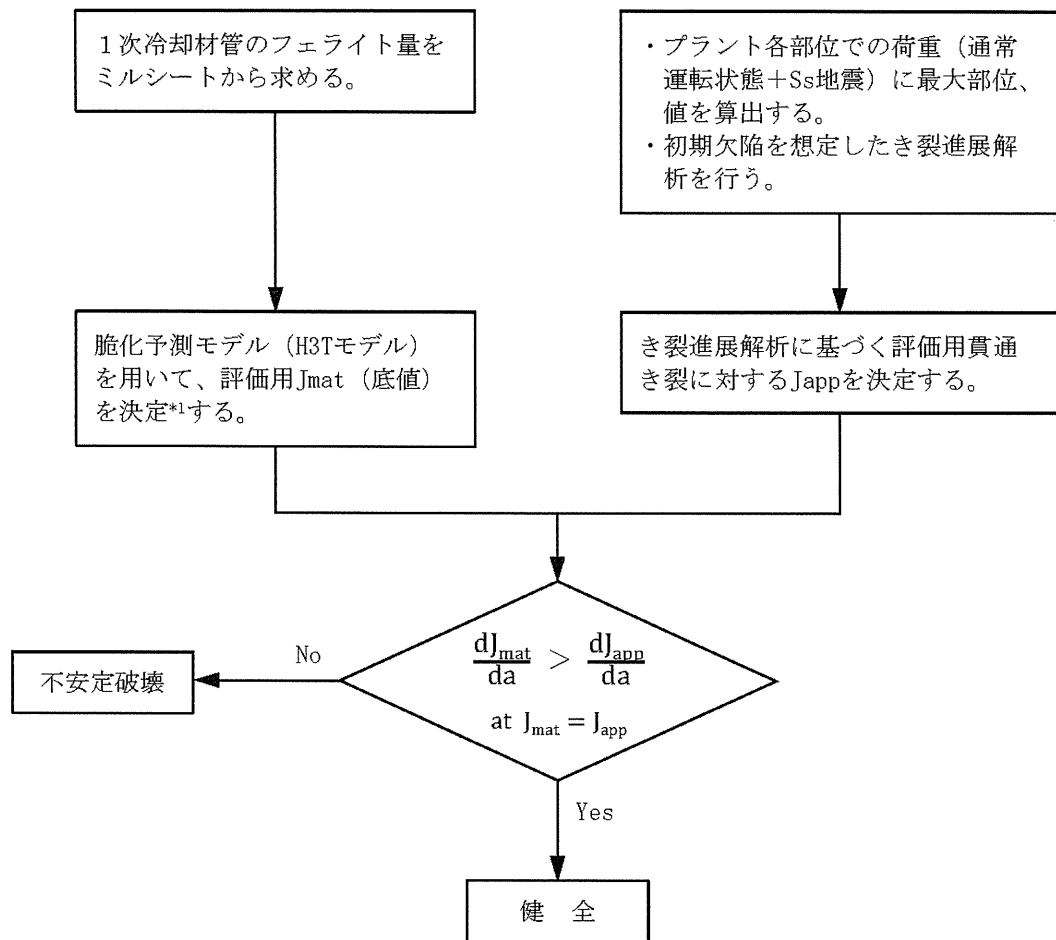 １次冷却材管のフェライト量を
ミルシートから求める。
・プラント各部位での荷重（通常
運転状態＋Ss地震）に最大部位、
値を算出する。
・初期欠陥を想定したき裂進展解
析を行う。
脆化予測モデル（H3Tモデル）
を用いて、評価用Jmat（底値）
を決定*1する。
き裂進展解析に基づく評価用貫通
き裂に対するJappを決定する。
dJmat/da > dJapp/da
at Jmat = Japp
No
不安定破壊
Yes
健　全